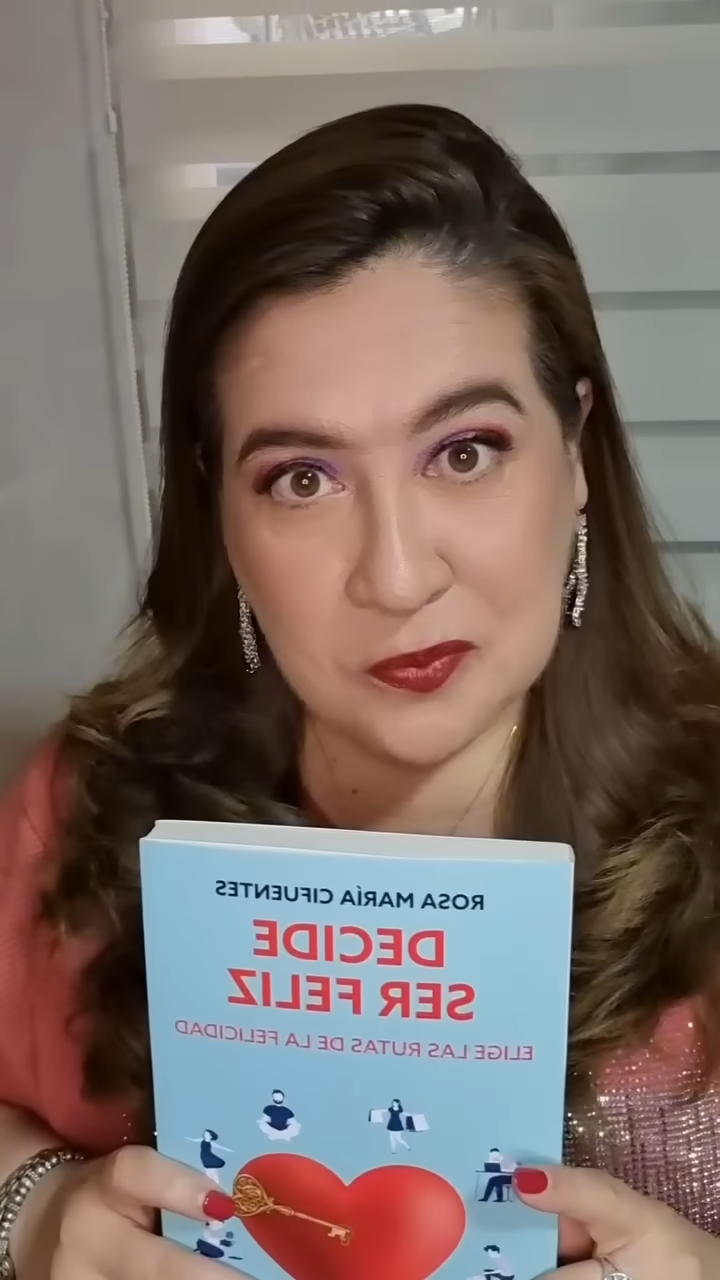 ROSA MARÍA CIFUENTES
DECIDE
SER FELIZ
ELIGE LAS RUTAS DE LA FELICIDAD